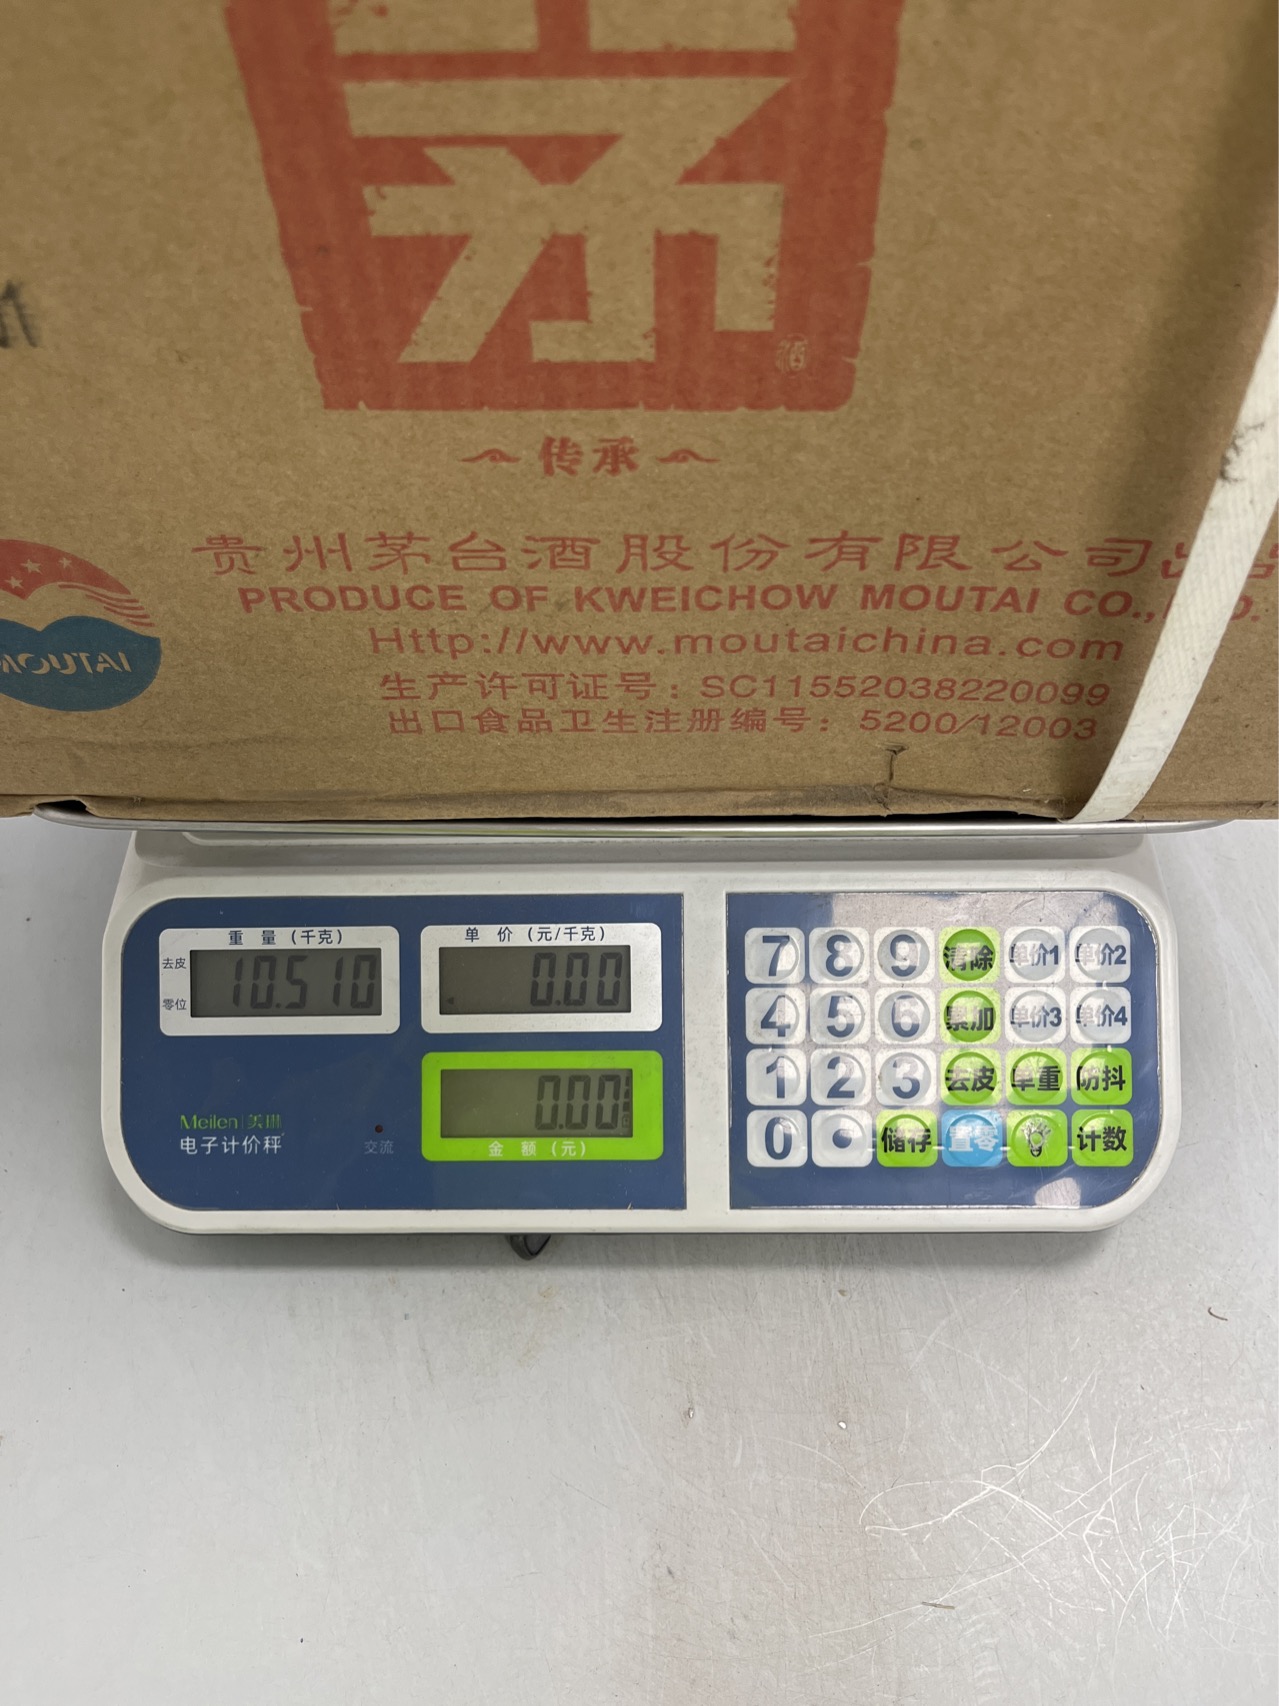 酒
传承
贵州茅台酒股份有限公司出
PRODUCE OF KWEICHOW MOUTAI CO.,
Http://www.moutaichina.com
MOUTAI
生产许可证号：SC11552038220099
出口食品卫生注册编号：5200/12003
重量(千克)
单价(元/千克)
去皮
零位
10.510
0.00
0.00
金额(元)
Meilen|美琳
电子计价秤
交流
7 8 9 清除 单价1 单价2
4 5 6 累加 单价3 单价4
1 2 3 去皮 单重 防抖
0 • 储存 置零 计数